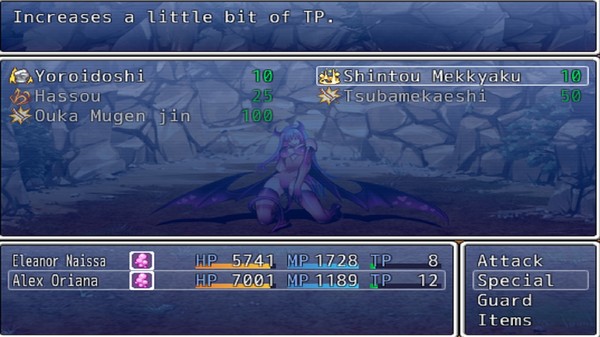 Increases a little bit of TP.
Yoroidoshi 10 Shintou Mekkyaku 10
Hassou 25 Tsubamekaeshi 50
Ouka Mugen jin 100
Eleanor Naissa HP 5741 MP 1728 TP 8
Alex Oriana HP 7001 MP 1189 TP 12
Attack
Special
Guard
Items